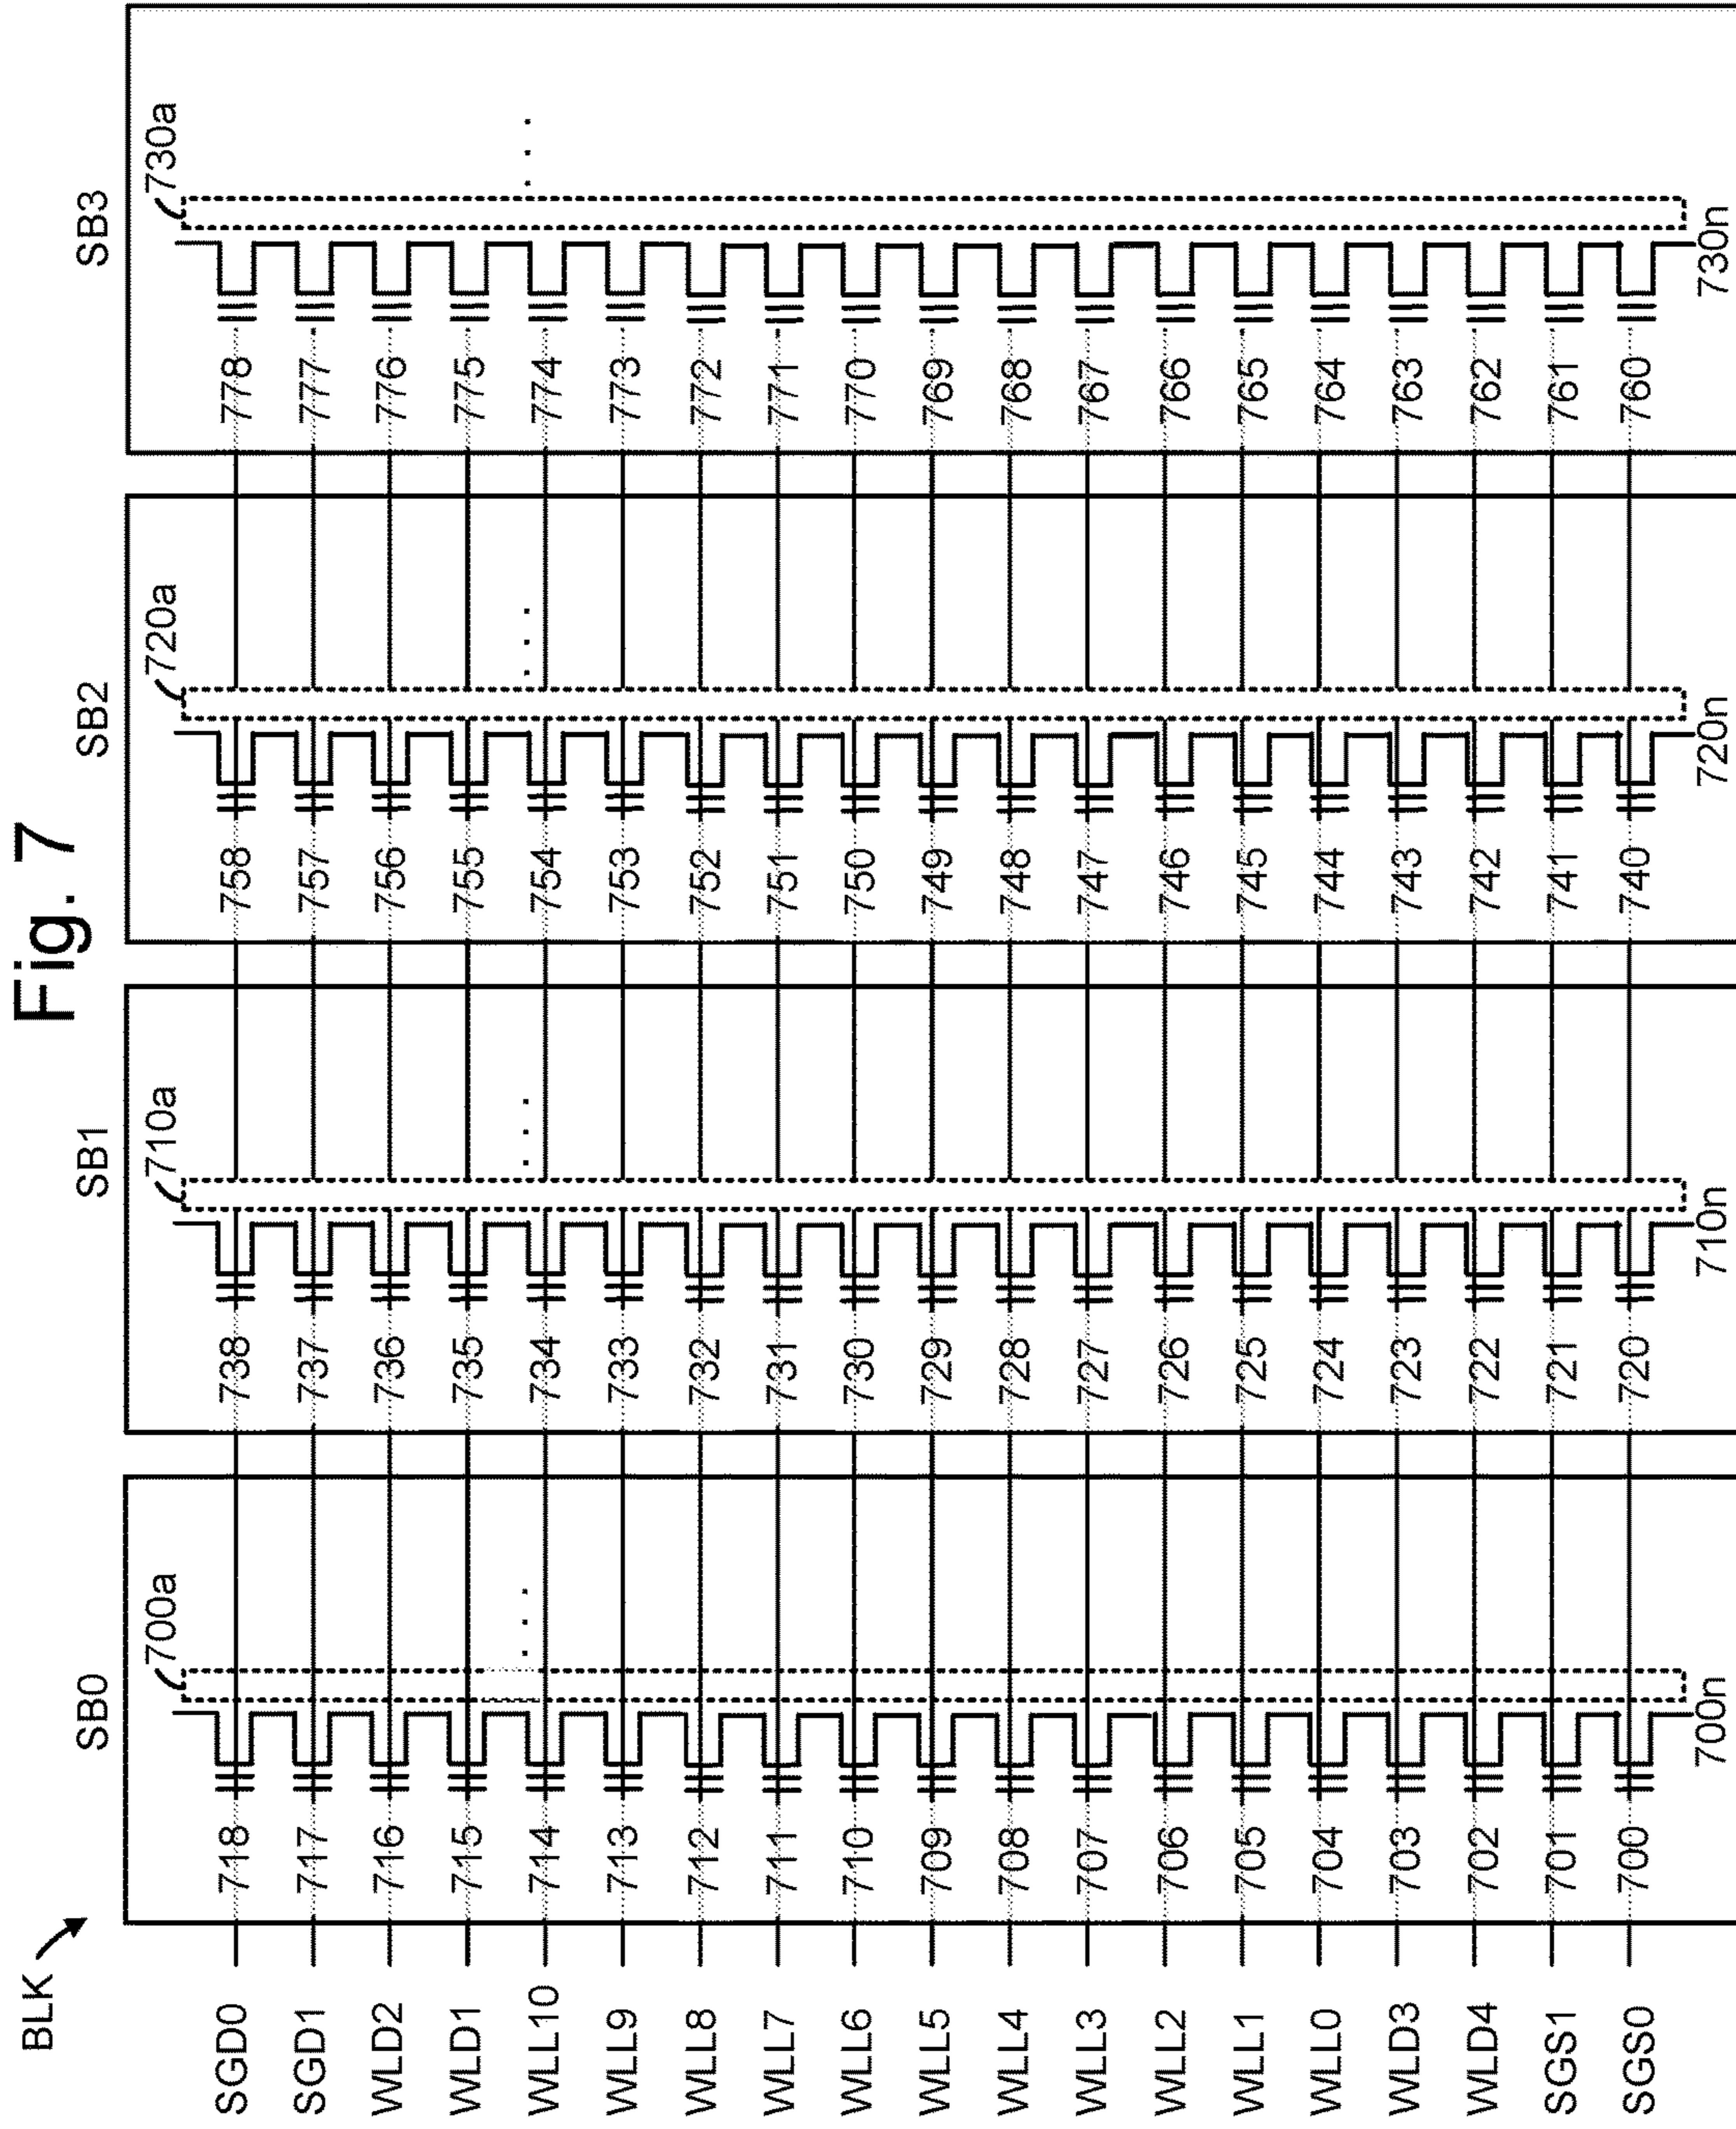 Fig. 7
BLK
SB0 SB1 SB2 SB3
700a 710a 720a 730a
SGD0 718 738 758 778
SGD1 717 737 757 777
WLD2 716 736 756 776
WLD1 715 735 755 775
WLL10 714 734 754 774
WLL9 713 733 753 773
WLL8 712 732 752 772
WLL7 711 731 751 771
WLL6 710 730 750 770
WLL5 709 729 749 769
WLL4 708 728 748 768
WLL3 707 727 747 767
WLL2 706 726 746 766
WLL1 705 725 745 765
WLL0 704 724 744 764
WLD3 703 723 743 763
WLD4 702 722 742 762
SGS1 701 721 741 761
SGS0 700 720 740 760
700n 710n 720n 730n